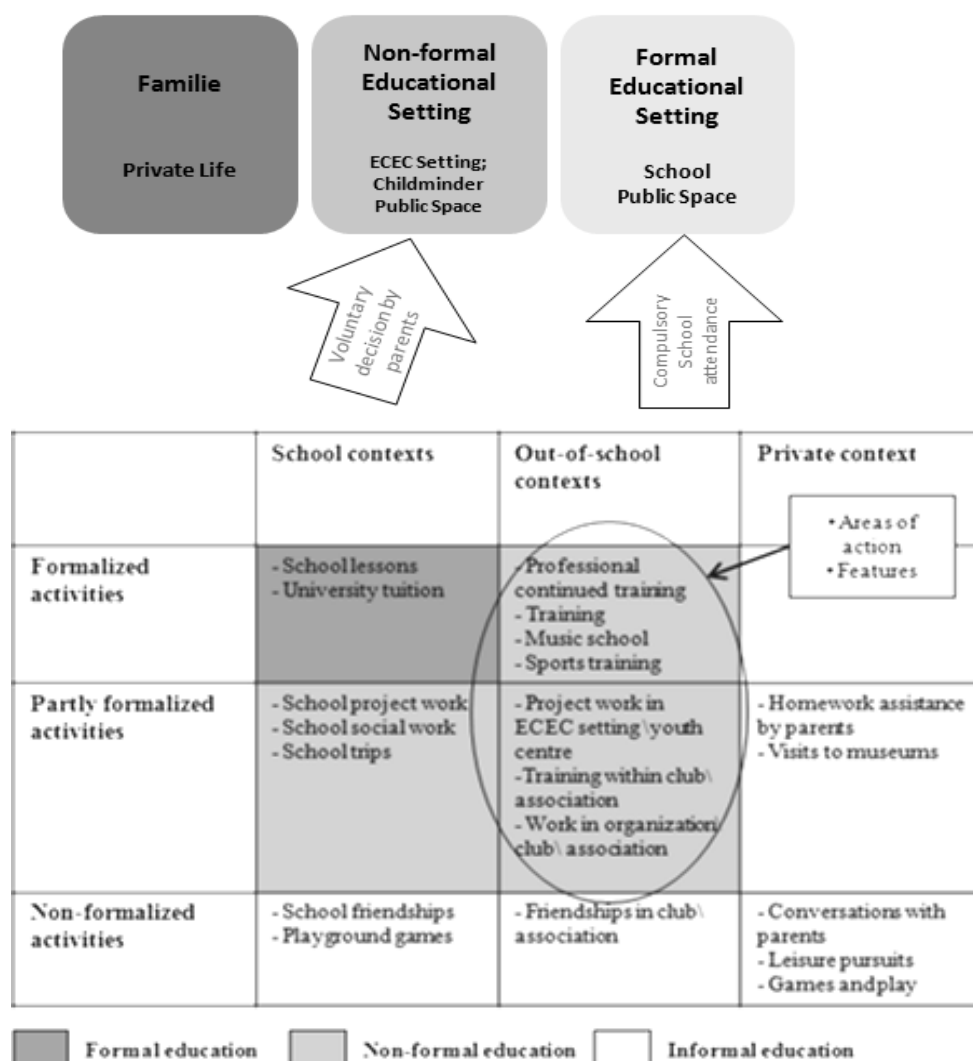 Familie
Private Life
Non-formal
Educational
Setting
ECEC Setting;
Childminder
Public Space
Formal
Educational
Setting
School
Public Space
Voluntary
decision by
parents
Compulsory
School
attendance
School contexts
Out-of-school
contexts
Private context
• Areas of
action
• Features
Formalized
activities
- School lessons
- University tuition
- Professional
continued training
- Training
- Music school
- Sports training
Partly formalized
activities
- School project work
- School social work
- School trips
- Project work in
ECEC setting \youth
centre
- Training within club\
association
- Work in organization
club\ association
- Homework assistance
by parents
- Visits to museums
Non-formalized
activities
- School friendships
- Playground games
- Friendships in club\
association
- Conversations with
parents
- Leisure pursuits
- Games and play
Formal education
Non-formal education
Informal education